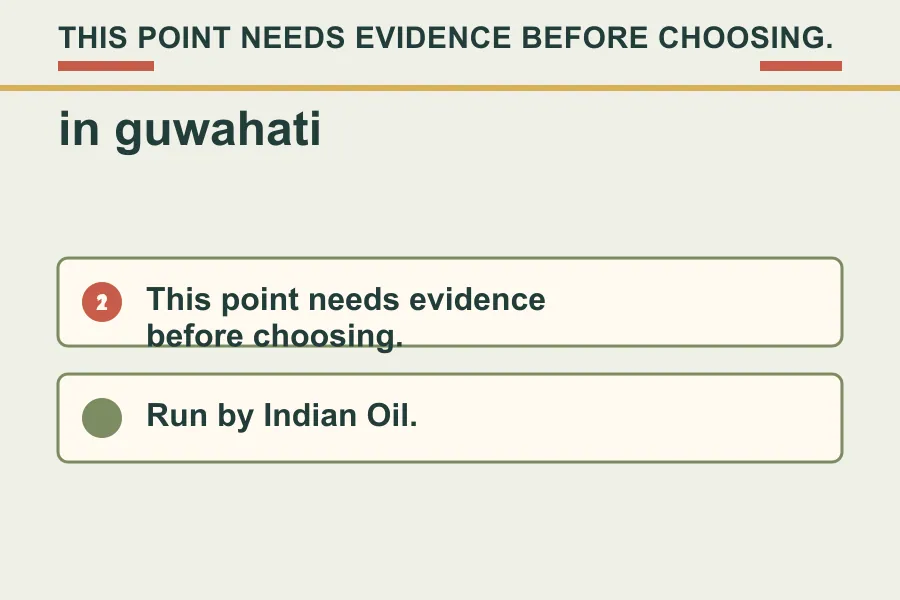 THIS POINT NEEDS EVIDENCE BEFORE CHOOSING.
in guwahati
2
This point needs evidence
before choosing.
Run by Indian Oil.